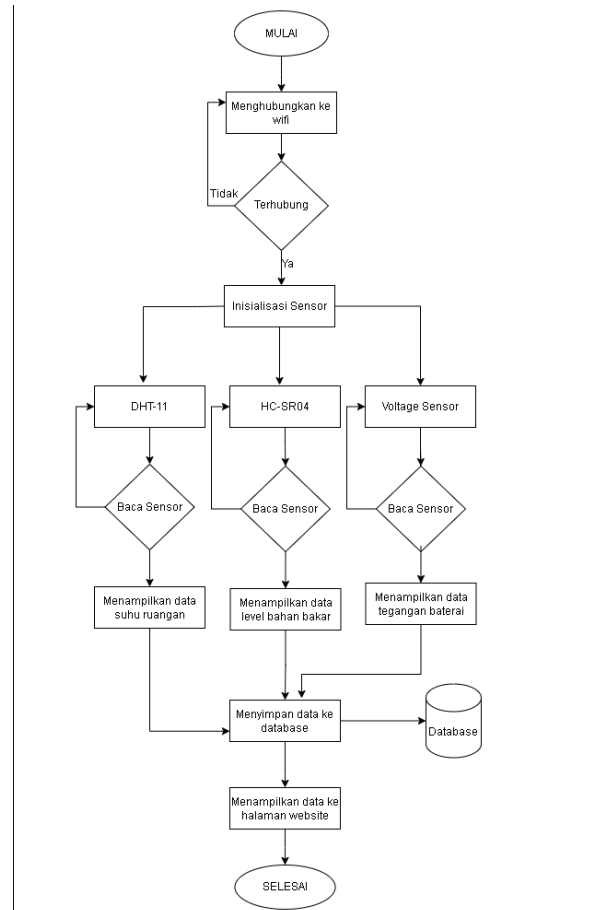 MULAI
Menghubungkan ke
wifi
Tidak
Terhubung
Ya
Inisialisasi Sensor
DHT-11
HC-SR04
Voltage Sensor
Baca Sensor
Baca Sensor
Baca Sensor
Menampilkan data
suhu ruangan
Menampilkan data
level bahan bakar
Menampilkan data
tegangan baterai
Menyimpan data ke
database
Database
Menampilkan data ke
halaman website
SELESAI